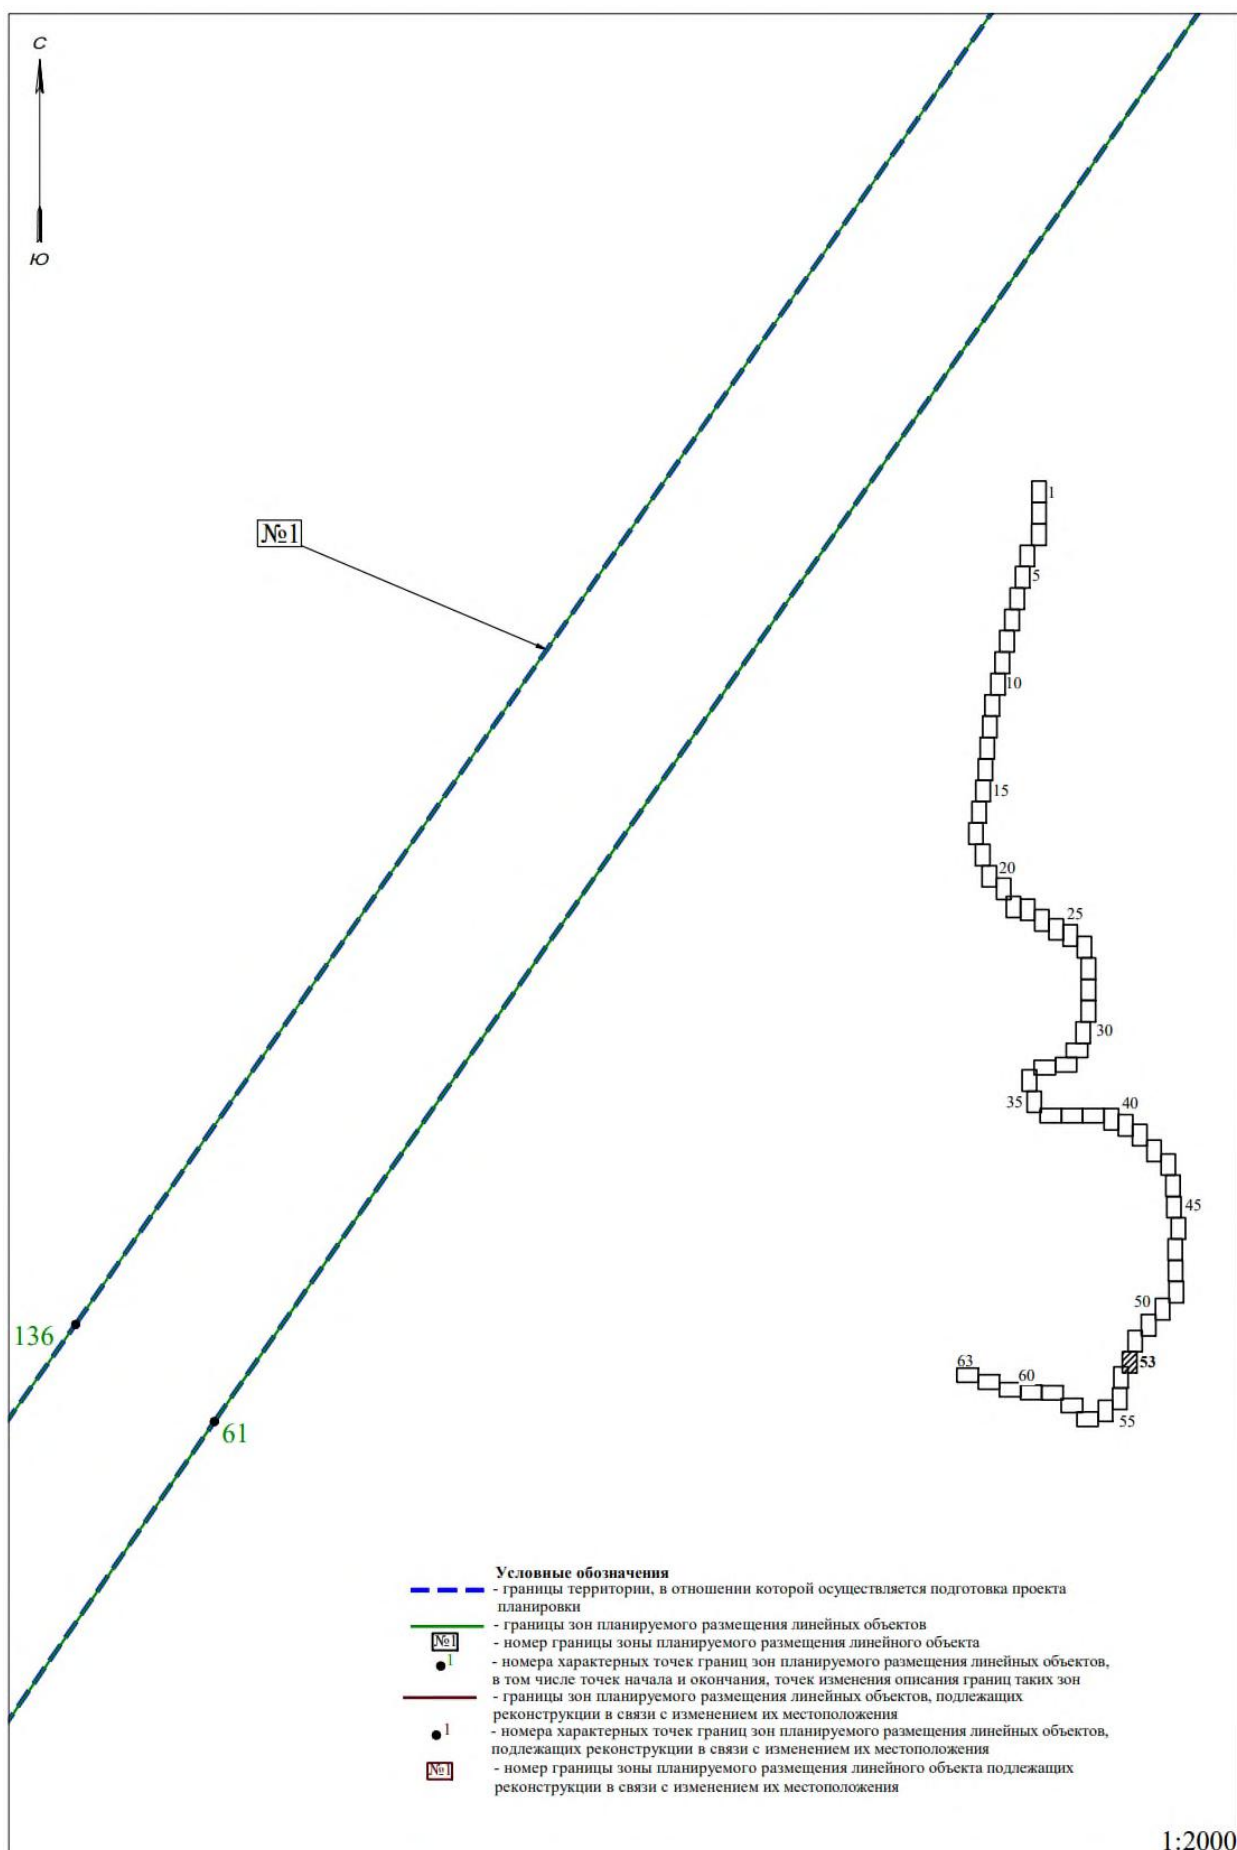 С
Ю
№1
1
5
10
15
20
25
30
35
40
45
50
53
63
60
55
136
61
Условные обозначения
- границы территории, в отношении которой осуществляется подготовка проекта
планировки
- границы зон планируемого размещения линейных объектов
№1 - номер границы зоны планируемого размещения линейного объекта
1 - номера характерных точек границ зон планируемого размещения линейных объектов,
в том числе точек начала и окончания, точек изменения описания границ таких зон
- границы зон планируемого размещения линейных объектов, подлежащих
реконструкции в связи с изменением их местоположения
1 - номера характерных точек границ зон планируемого размещения линейных объектов,
подлежащих реконструкции в связи с изменением их местоположения
№1 - номер границы зоны планируемого размещения линейного объекта подлежащих
реконструкции в связи с изменением их местоположения
1:2000